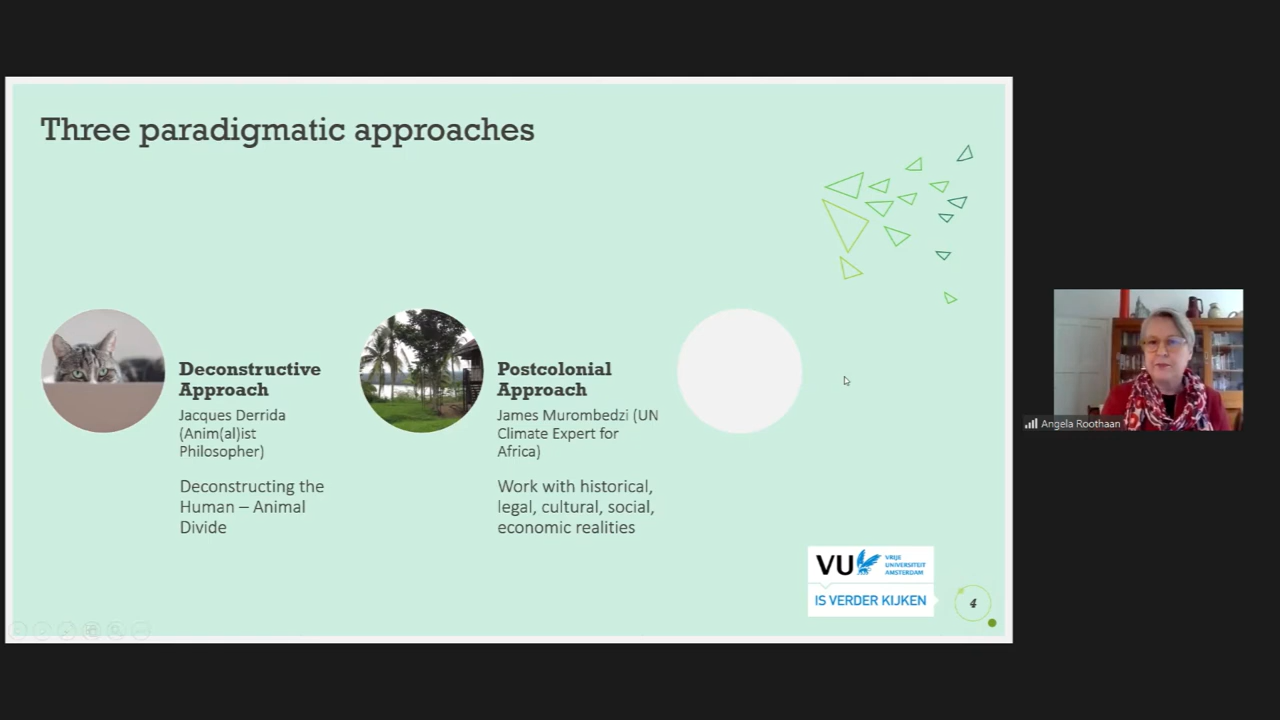 Three paradigmatic approaches
Deconstructive
Approach
Jacques Derrida
(Anim(al)ist
Philosopher)
Deconstructing the
Human – Animal
Divide
Postcolonial
Approach
James Murombedzi (UN
Climate Expert for
Africa)
Work with historical,
legal, cultural, social,
economic realities
VU
VRIJE
UNIVERSITEIT
AMSTERDAM
IS VERDER KIJKEN
4
Angela Roothaan